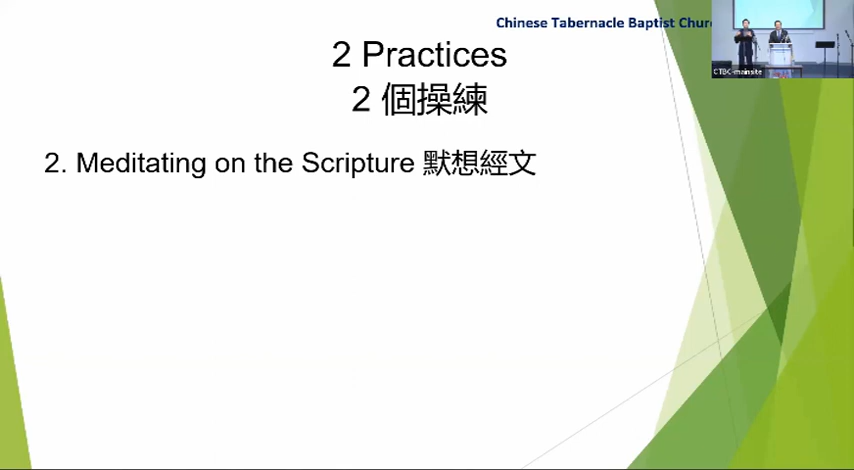 Chinese Tabernacle Baptist Chur
2 Practices
2 個操練
2. Meditating on the Scripture 默想經文
CTBC-mainsite